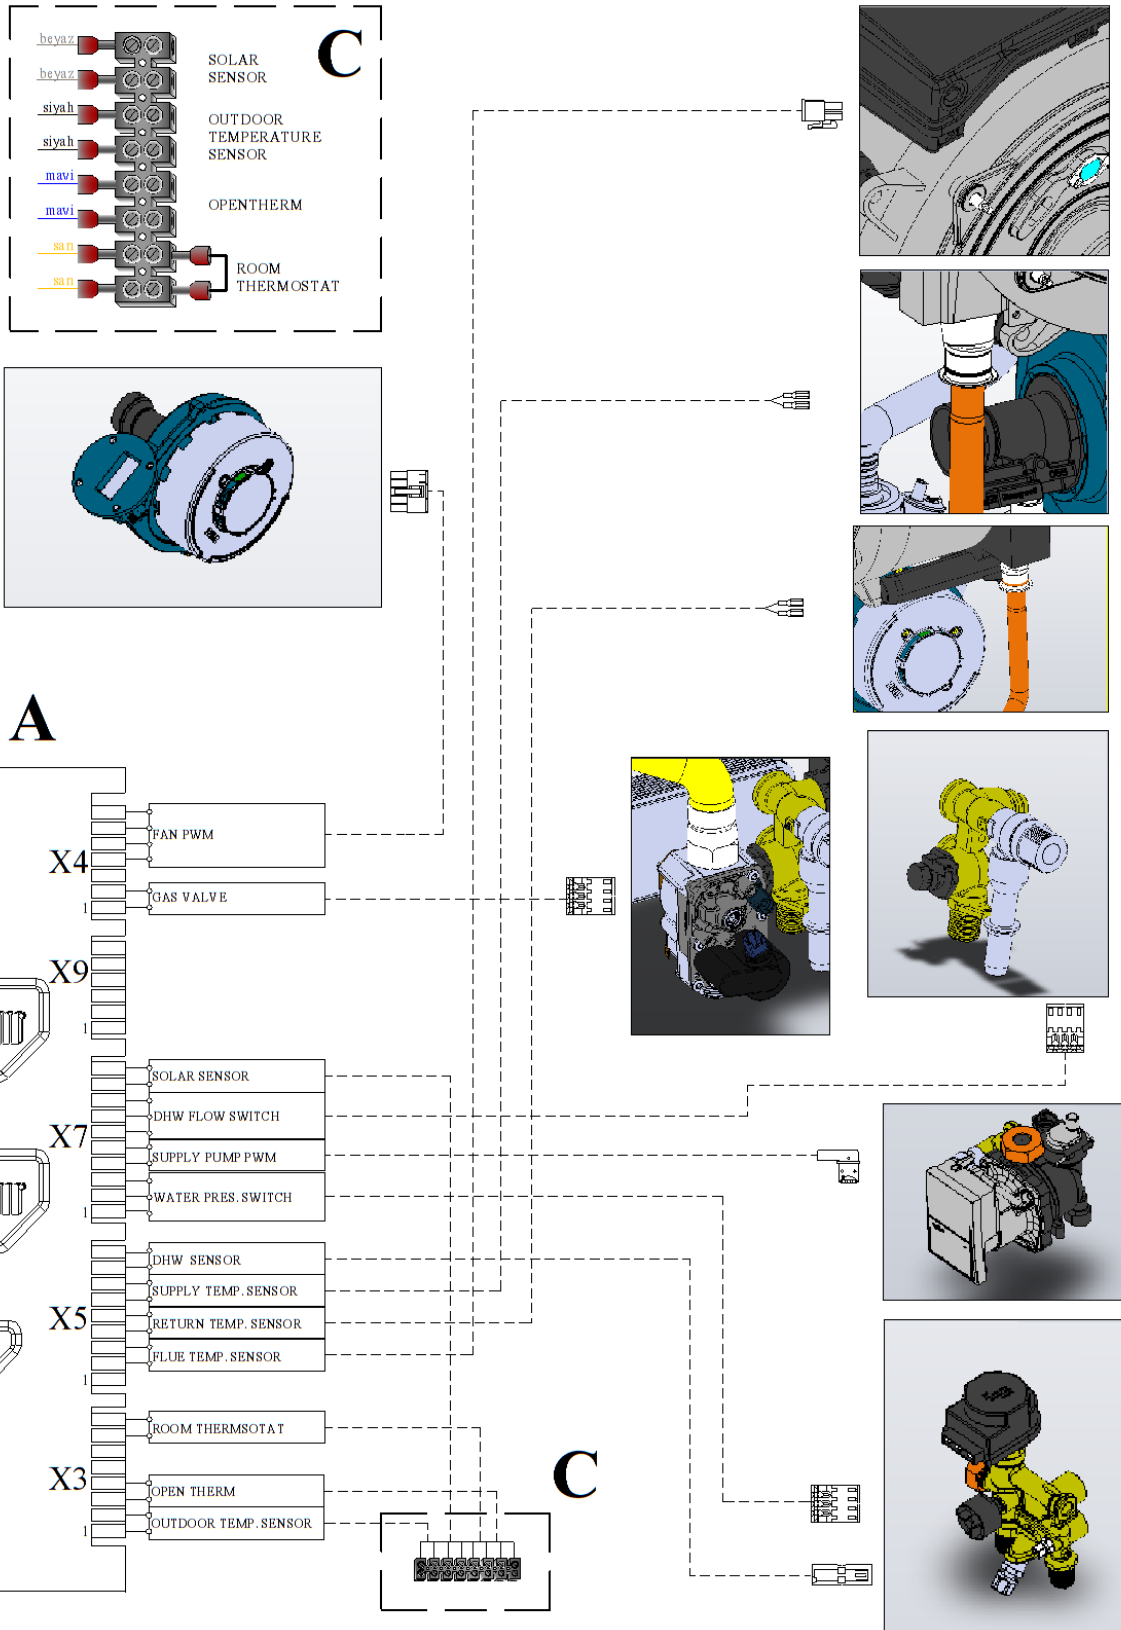 C
beyaz
beyaz
SOLAR
SENSOR
siyah
siyah
OUTDOOR
TEMPERATURE
SENSOR
mavi
mavi
OPENTHERM
sarı
sarı
ROOM
THERMOSTAT
A
X4
FAN PWM
GAS VALVE
1
X9
1
X7
SOLAR SENSOR
DHW FLOW SWITCH
SUPPLY PUMP PWM
WATER PRES. SWITCH
1
X5
DHW SENSOR
SUPPLY TEMP. SENSOR
RETURN TEMP. SENSOR
FLUE TEMP. SENSOR
1
X3
ROOM THERMSOTAT
OPEN THERM
OUTDOOR TEMP. SENSOR
1
C